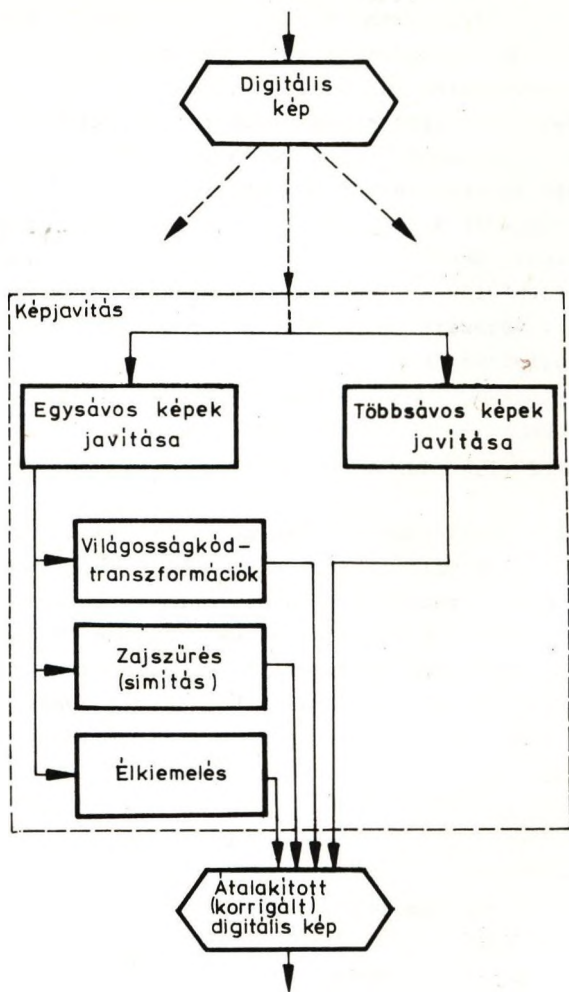 Digitális
kép
Képjavítás
Egysávos képek
javítása
Többsávos képek
javítása
Világosságkód–
transzformációk
Zajszűrés
(simítás)
Élkiemelés
Átalakított
(korrigált)
digitális kép